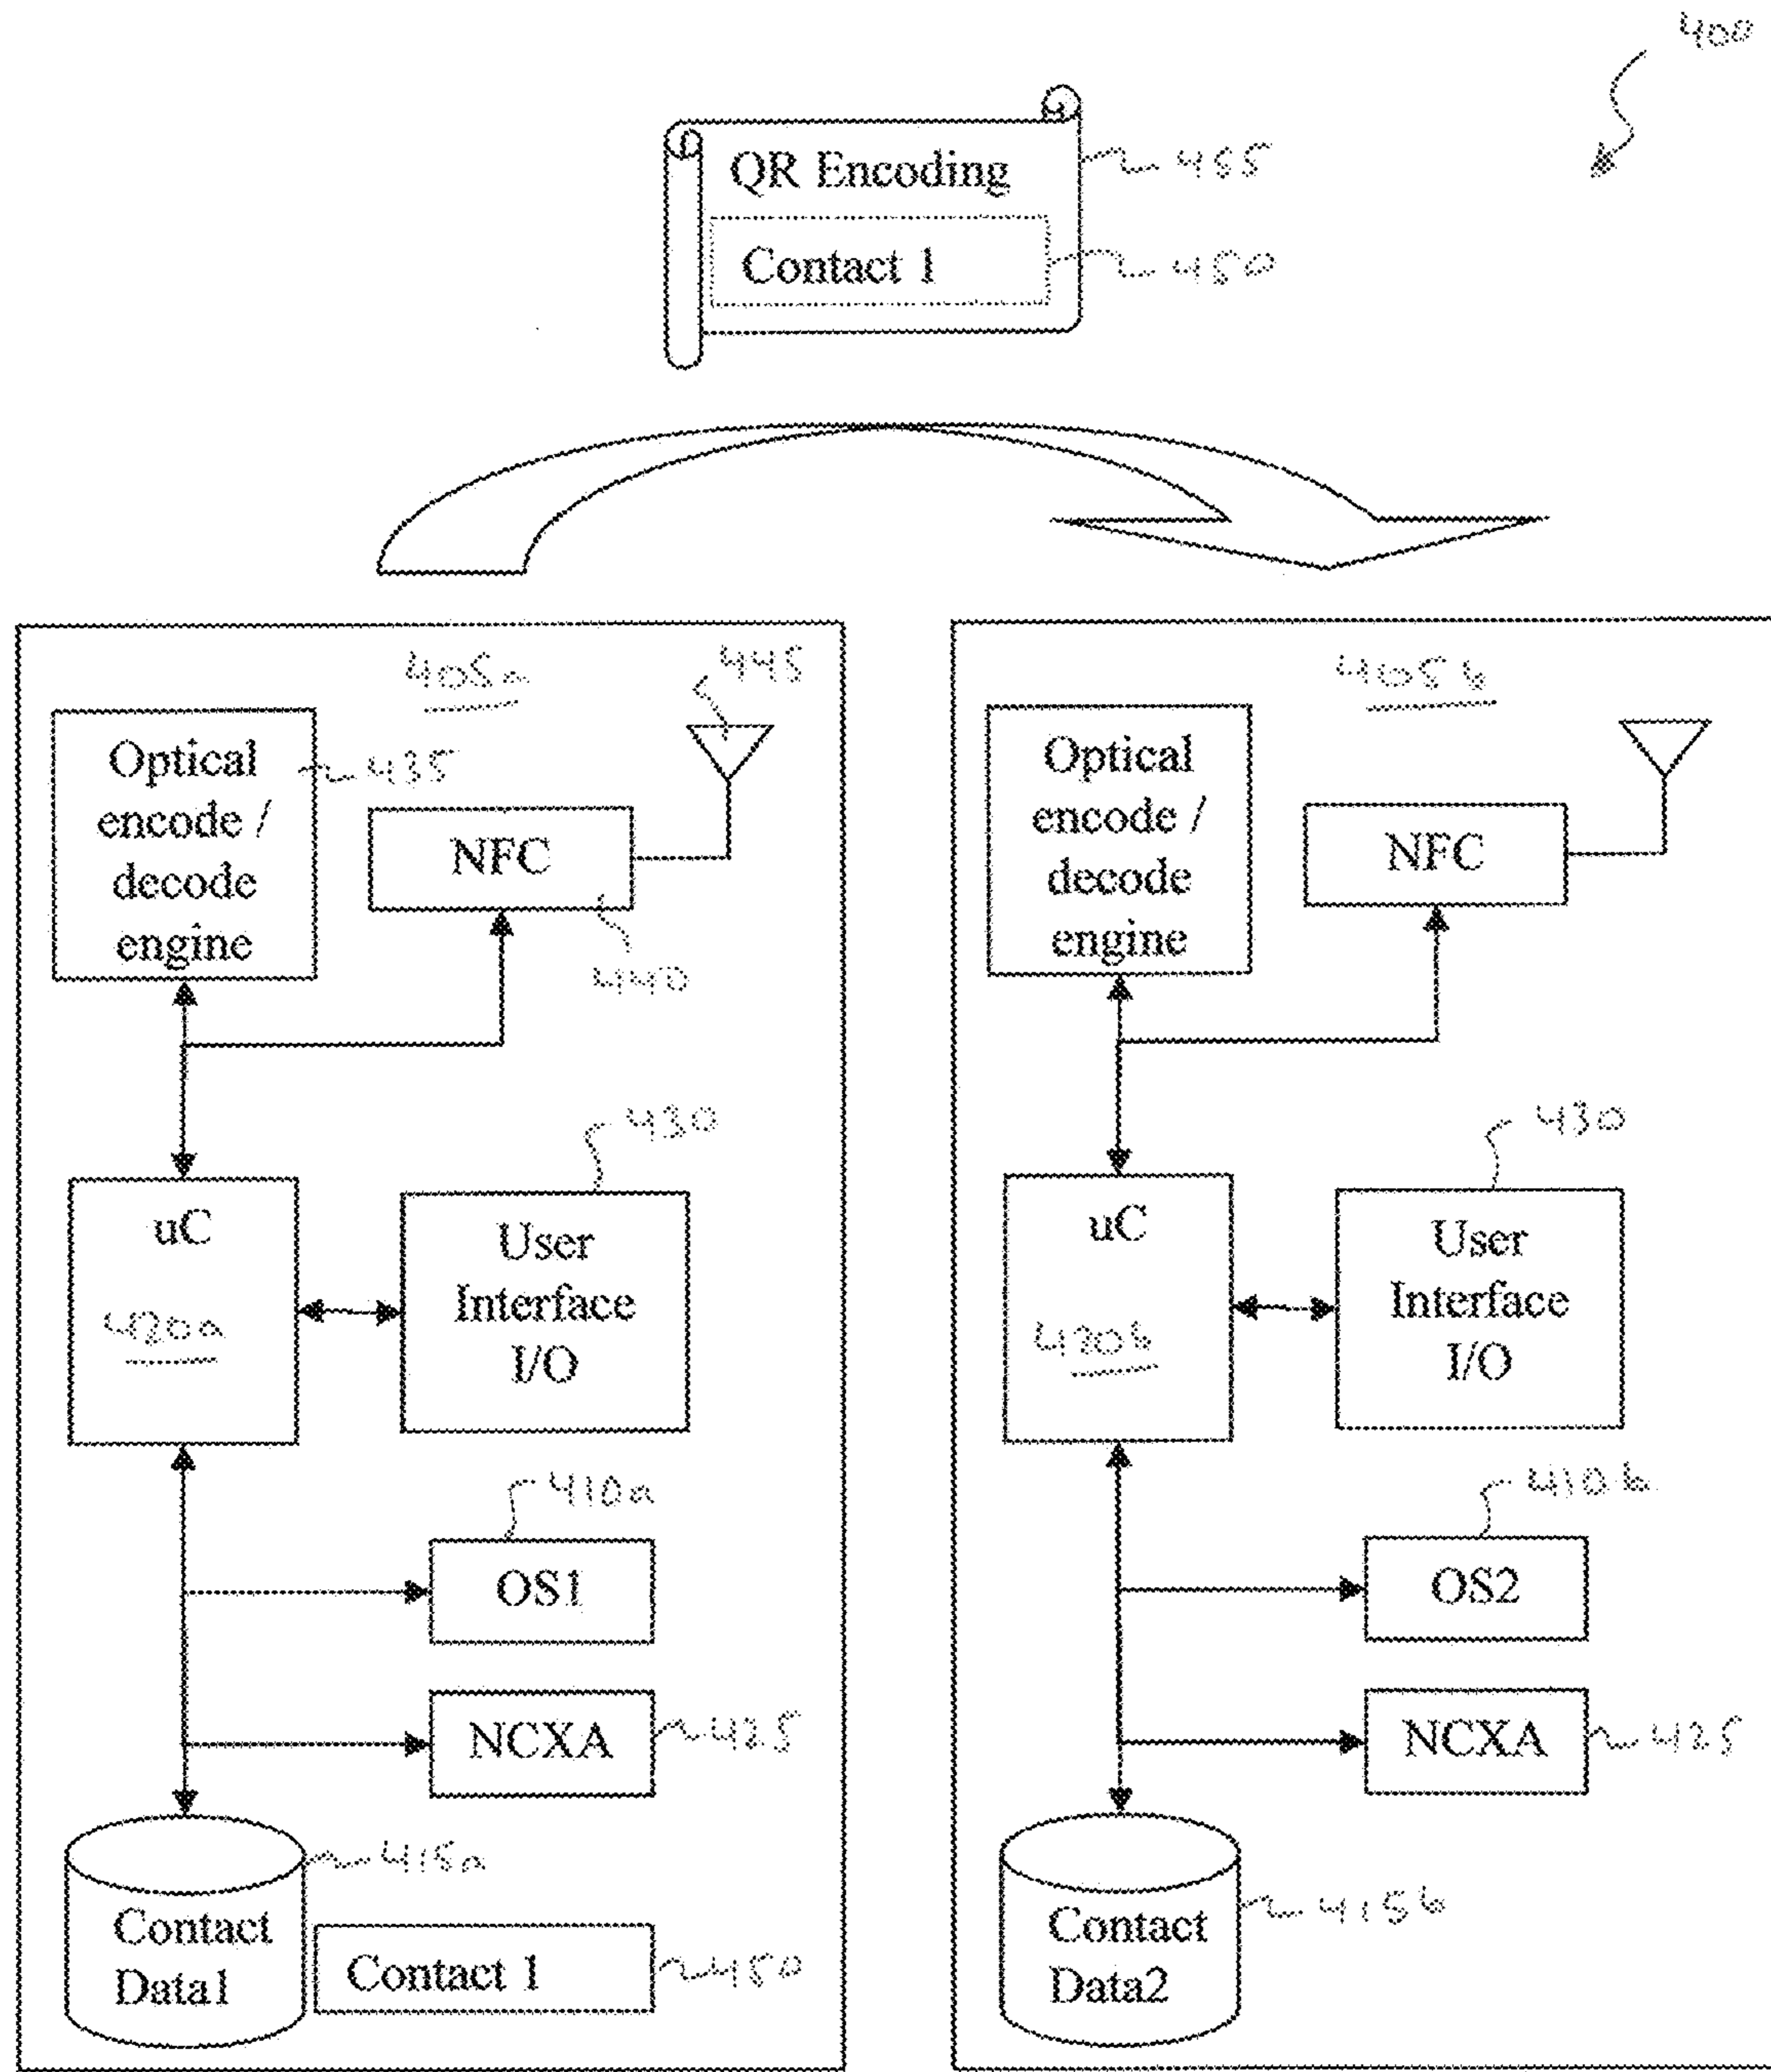 400
QR Encoding
455
Contact 1
450
405a
445
Optical
encode /
decode
engine
435
NFC
440
uC
420a
430
User
Interface
I/O
410a
OS1
NCXA
425
415a
Contact
Data1
Contact 1
450
405b
Optical
encode /
decode
engine
NFC
uC
420b
430
User
Interface
I/O
410b
OS2
NCXA
425
415b
Contact
Data2